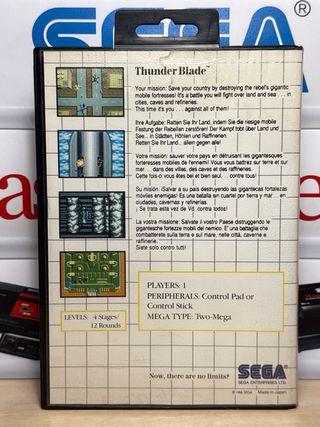 SEGA®
Thunder Blade™
Your mission: Save your country by destroying the rebel's gigantic
mobile fortresses! It's a battle you will fight over land and sea . . . in
cities, caves and refineries.
This time it's you . . . against all of them!
Ihre Aufgabe: Retten Sie Ihr Land, indem Sie die riesige mobile
Festung der Rebellen zerstören! Der Kampf tobt über Land und
See... in Städten, Höhlen und Raffinerien.
Retten Sie Ihr Land... allein gegen alle!
Votre mission: sauver votre pays en détruisant les gigantesques
forteresses mobiles de l'ennemi! Vous vous battrez sur terre et sur
mer... dans des villes, des caves et des raffineries.
Cette fois-ci vous êtes bel et bien seul... contre eux tous!
Su misión: ¡Salvar a su país destruyendo las gigantecas fortalezas
móviles enemigas! Es una batalla sin cuartel por tierra y mar... en
ciudades, cavernas y refinerías.
¡ Se trata esta vez de Vd. contra todos!
La vostra missione: Salvate il vostro Paese distruggendo le
gigantesche fortezze mobili del nemico. E' una battaglia che
combatterete sulla terra e sul mare, nelle città, caverne e
raffinerie.
Siete solo contro tutti!
PLAYERS: 1
PERIPHERALS: Control Pad or
Control Stick
MEGA TYPE: Two-Mega
LEVELS: 4 Stages/
12 Rounds
Now, there are no limits!
SEGA®
SEGA ENTERPRISES LTD.
Made in Japan